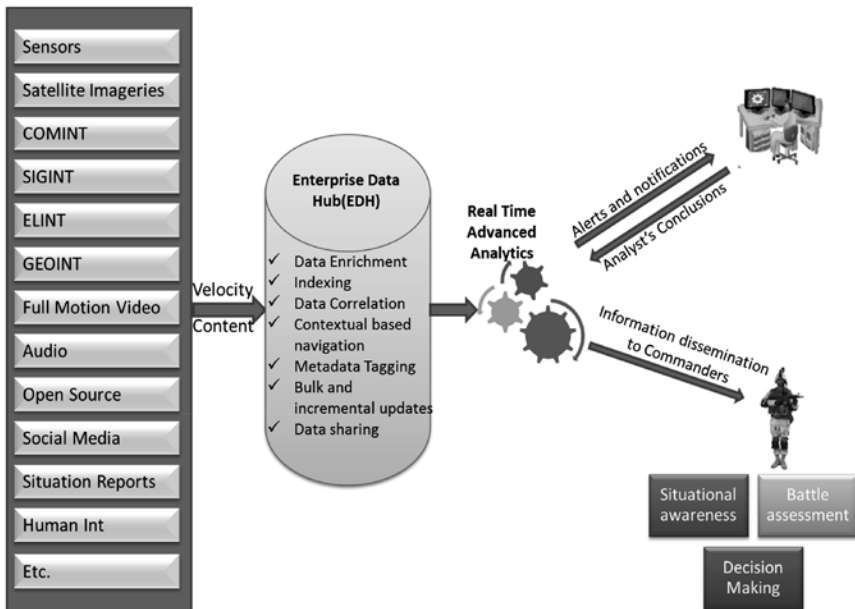 Sensors
Satellite Imageries
COMINT
SIGINT
ELINT
GEOINT
Full Motion Video
Audio
Open Source
Social Media
Situation Reports
Human Int
Etc.
Velocity
Content
Enterprise Data
Hub(EDH)
✓ Data Enrichment
✓ Indexing
✓ Data Correlation
✓ Contextual based
navigation
✓ Metadata Tagging
✓ Bulk and
incremental updates
✓ Data sharing
Real Time
Advanced
Analytics
Alerts and notifications
Analyst's Conclusions
Information dissemination
to Commanders
Situational
awareness
Battle
assessment
Decision
Making